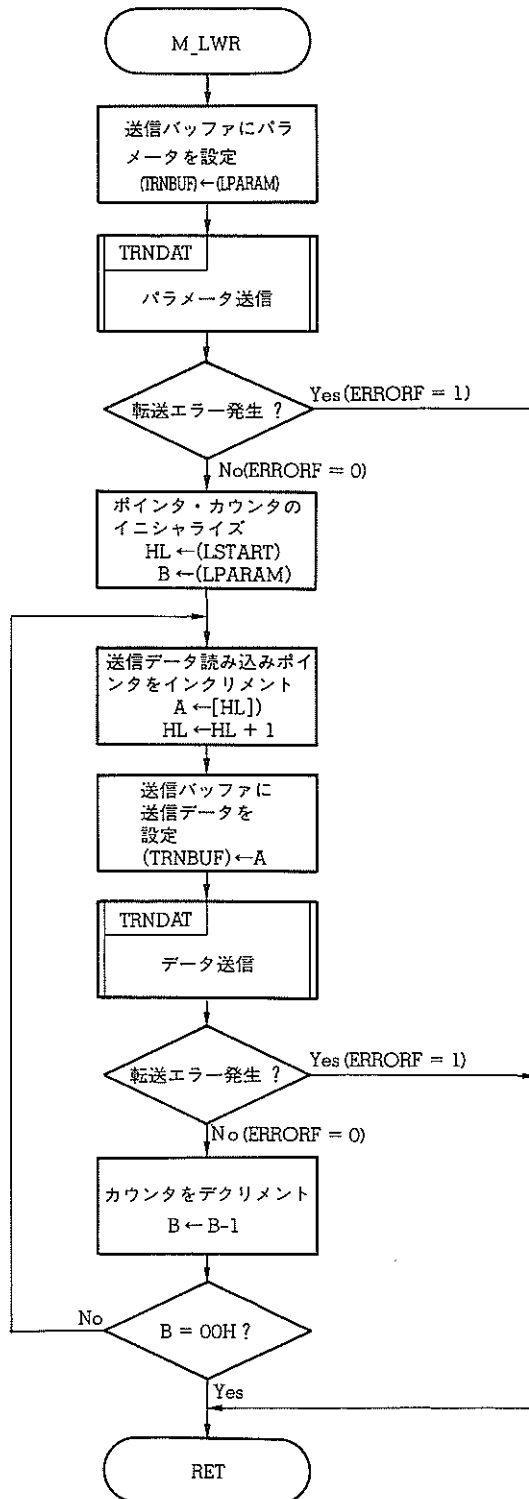 M_LWR
送信バッファにパラ
メータを設定
(TRNBUF)←(LPARAM)
TRNDAT
パラメータ送信
転送エラー発生 ?
Yes(ERRORF = 1)
No(ERRORF = 0)
ポインタ・カウンタの
イニシャライズ
HL ←(LSTART)
B ←(LPARAM)
送信データ読み込みポイ
ンタをインクリメント
A ←[HL])
HL ←HL + 1
送信バッファに
送信データを
設定
(TRNBUF)←A
TRNDAT
データ送信
転送エラー発生 ?
Yes(ERRORF = 1)
No(ERRORF = 0)
カウンタをデクリメント
B ← B-1
No
B = 00H ?
Yes
RET